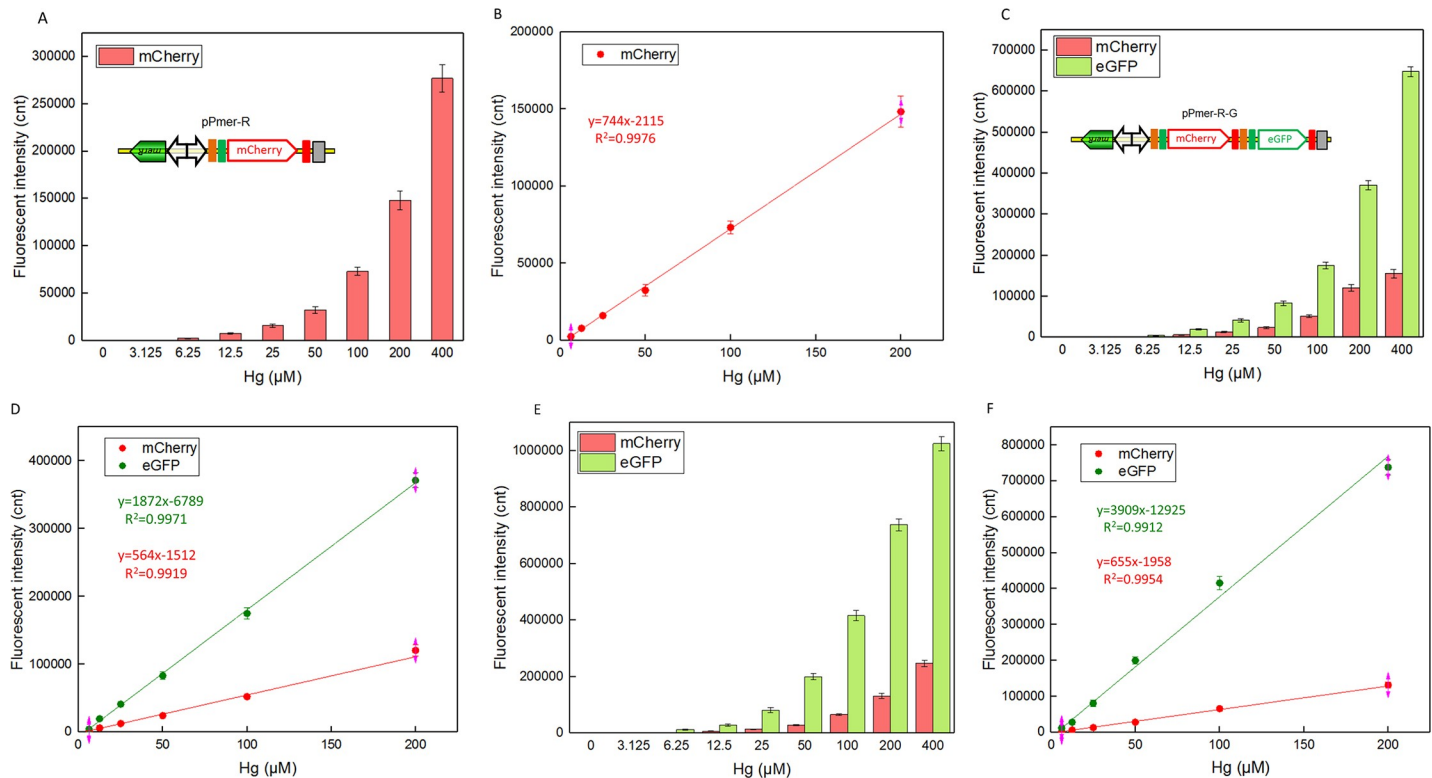 A
mCherry
Fluorescent intensity (cnt)
300000
250000
200000
150000
100000
50000
0
pPmer-R
merR
mCherry
0 3.125 6.25 12.5 25 50 100 200 400
Hg (µM)
B
mCherry
Fluorescent intensity (cnt)
200000
150000
100000
50000
0
y=744x-2115
R²=0.9976
0 50 100 150 200
Hg (µM)
C
mCherry
eGFP
Fluorescent intensity (cnt)
700000
600000
500000
400000
300000
200000
100000
0
pPmer-R-G
merR
mCherry
eGFP
0 3.125 6.25 12.5 25 50 100 200 400
Hg (µM)
D
mCherry
eGFP
Fluorescent intensity (cnt)
400000
300000
200000
100000
0
y=1872x-6789
R²=0.9971
y=564x-1512
R²=0.9919
0 50 100 150 200
Hg (µM)
E
mCherry
eGFP
Fluorescent intensity (cnt)
1000000
800000
600000
400000
200000
0
0 3.125 6.25 12.5 25 50 100 200 400
Hg (µM)
F
mCherry
eGFP
Fluorescent intensity (cnt)
800000
700000
600000
500000
400000
300000
200000
100000
0
y=3909x-12925
R²=0.9912
y=655x-1958
R²=0.9954
0 50 100 150 200
Hg (µM)